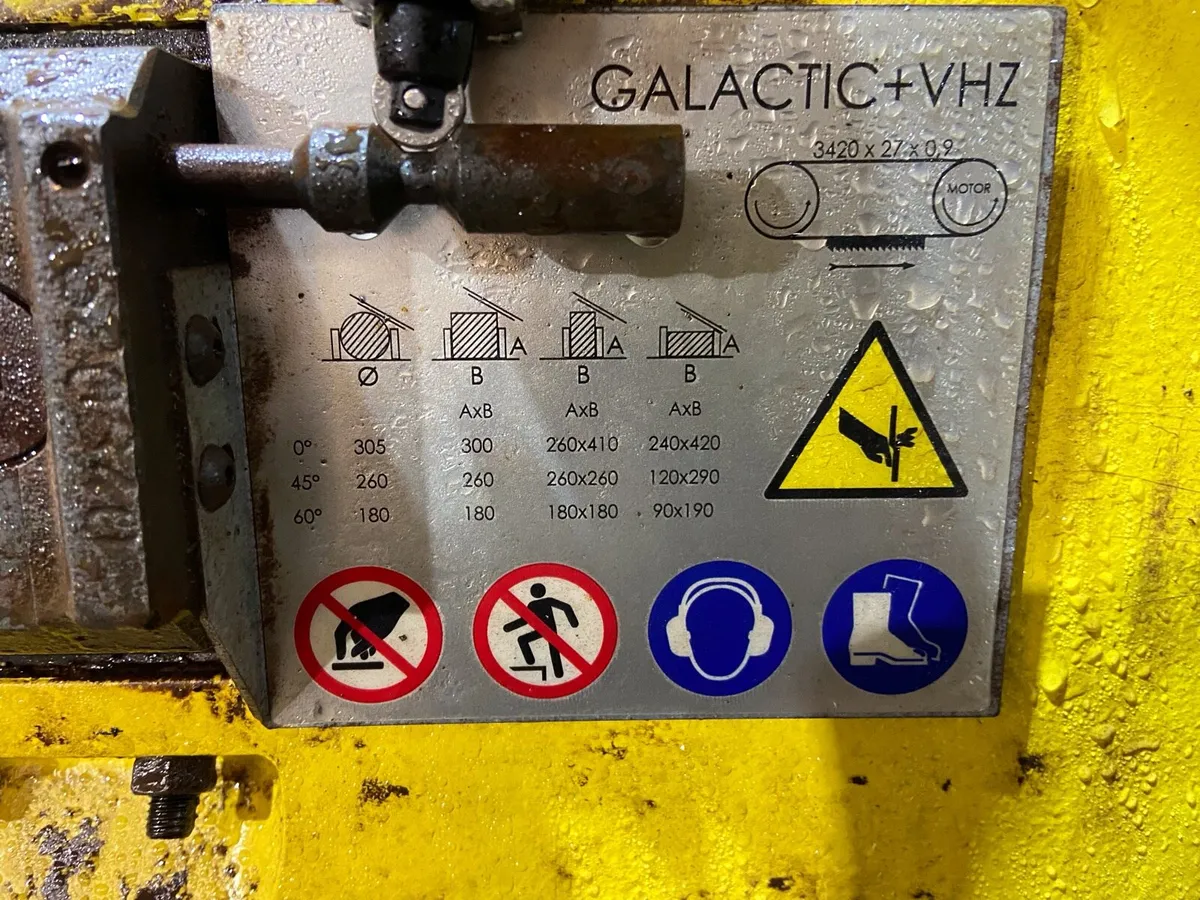 GALACTIC+VHZ
3420 x 27 x 0,9
MOTOR
A A A
Ø B B B
AxB AxB AxB
0° 305 300 260x410 240x420
45° 260 260 260x260 120x290
60° 180 180 180x180 90x190